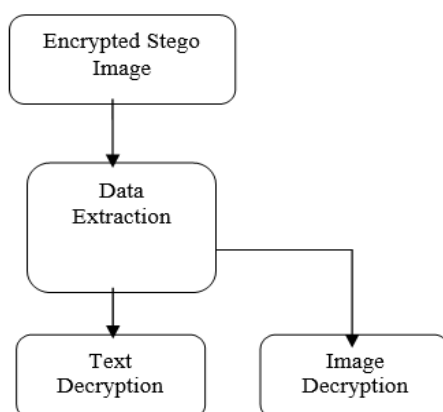 Encrypted Stego
Image
Data
Extraction
Text
Decryption
Image
Decryption